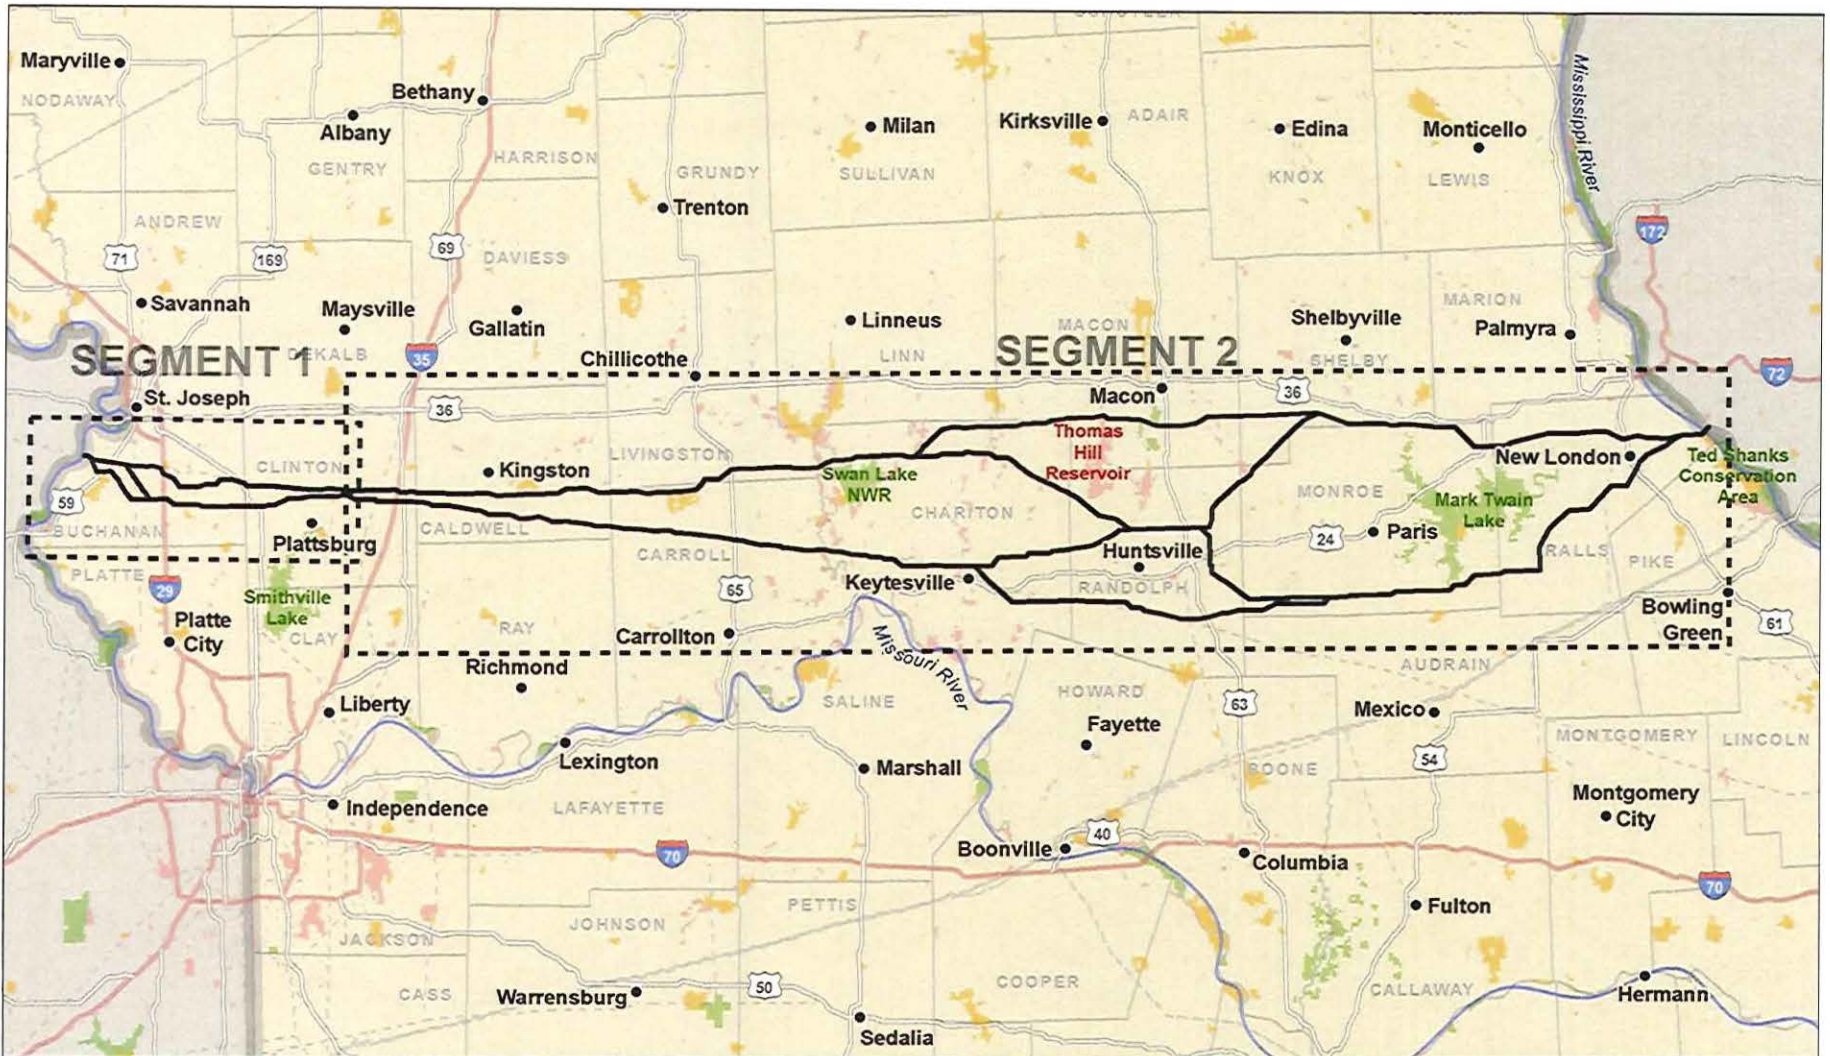 Maryville
NODAWAY
Bethany
Albany
GENTRY
HARRISON
GRUNDY
Trenton
Milan
SULLIVAN
Kirksville
ADAIR
Edina
KNOX
Monticello
LEWIS
Mississippi River
172
ANDREW
71
169
69
DAVIESS
Savannah
Maysville
Gallatin
Linneus
MACON
LINN
Shelbyville
SHELBY
MARION
Palmyra
72
SEGMENT 1
DEKALB
35
Chillicothe
SEGMENT 2
St. Joseph
36
Macon
36
CLINTON
Kingston
LIVINGSTON
Swan Lake
NWR
Thomas
Hill
Reservoir
New London
Ted Shanks
Conservation
Area
59
BUCHANAN
Plattsburg
CALDWELL
CARROLL
CHARITON
MONROE
Mark Twain
Lake
24
Paris
Huntsville
RALLS
PIKE
PLATTE
29
Smithville
Lake
65
Keytesville
RANDOLPH
Bowling
Green
61
Platte
City
CLAY
RAY
Carrollton
Richmond
Missouri River
AUDRAIN
Liberty
SALINE
HOWARD
63
Mexico
Fayette
MONTGOMERY
LINCOLN
Lexington
Marshall
BOONE
54
Independence
LAFAYETTE
Montgomery
City
70
Boonville
40
Columbia
70
JACKSON
JOHNSON
PETTIS
Fulton
CASS
Warrensburg
50
COOPER
CALLAWAY
Hermann
Sedalia